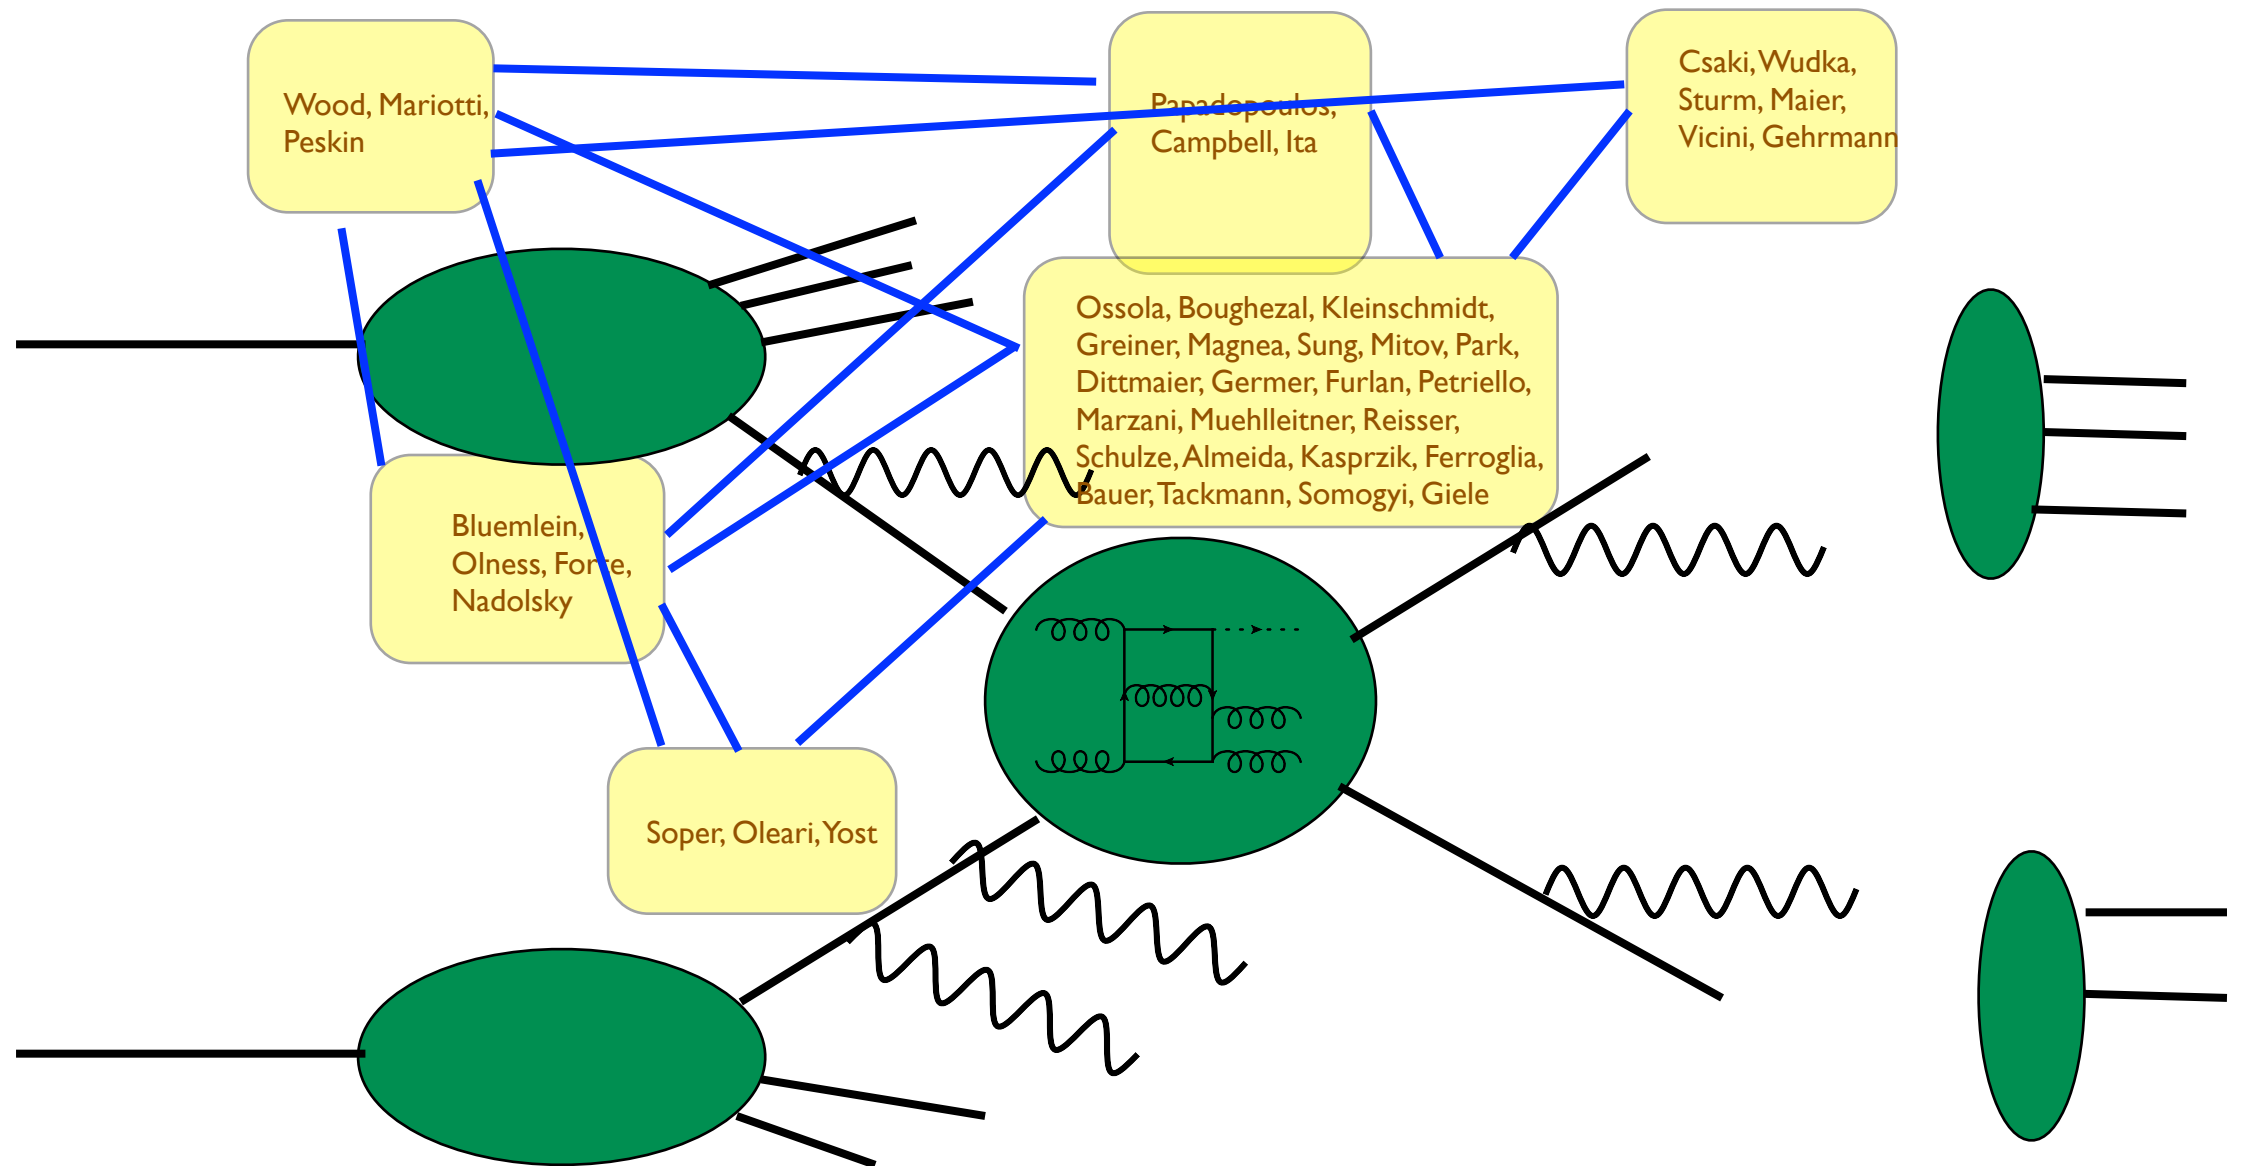 Wood, Mariotti,
Peskin
Papadopoulos,
Campbell, Ita
Csaki, Wudka,
Sturm, Maier,
Vicini, Gehrmann
Ossola, Boughezal, Kleinschmidt,
Greiner, Magnea, Sung, Mitov, Park,
Dittmaier, Germer, Furlan, Petriello,
Marzani, Muehlleitner, Reisser,
Schulze, Almeida, Kasprzik, Ferroglia,
Bauer, Tackmann, Somogyi, Giele
Bluemlein,
Olness, Forte,
Nadolsky
Soper, Oleari, Yost